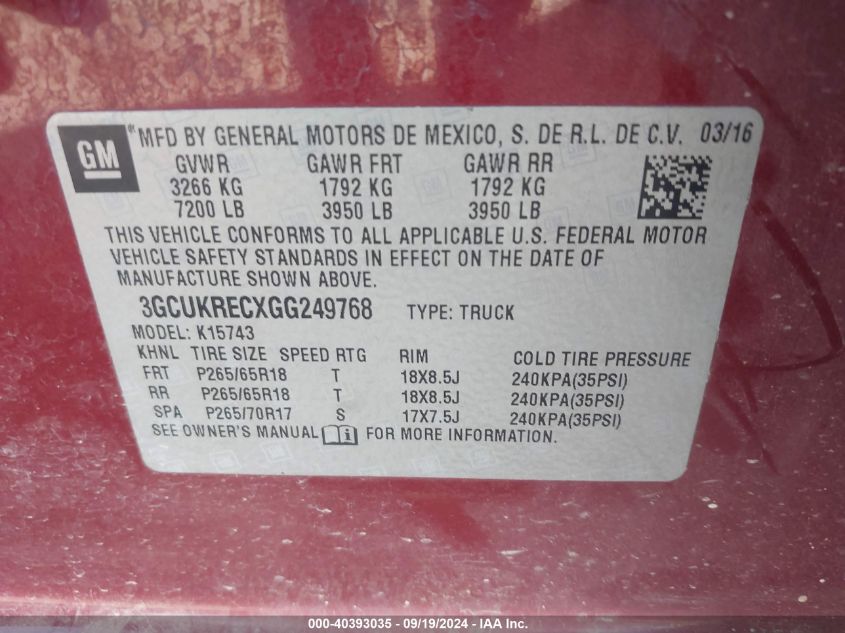 GM
* MFD BY GENERAL MOTORS DE MEXICO, S. DE R.L. DE C.V. 03/16
GVWR GAWR FRT GAWR RR
3266 KG 1792 KG 1792 KG
7200 LB 3950 LB 3950 LB
THIS VEHICLE CONFORMS TO ALL APPLICABLE U.S. FEDERAL MOTOR
VEHICLE SAFETY STANDARDS IN EFFECT ON THE DATE OF
MANUFACTURE SHOWN ABOVE.
3GCUKRECXGG249768 TYPE: TRUCK
MODEL: K15743
KHNL TIRE SIZE SPEED RTG RIM COLD TIRE PRESSURE
FRT P265/65R18 T 18X8.5J 240KPA(35PSI)
RR P265/65R18 T 18X8.5J 240KPA(35PSI)
SPA P265/70R17 S 17X7.5J 240KPA(35PSI)
SEE OWNER'S MANUAL FOR MORE INFORMATION.
000-40393035 - 09/19/2024 - IAA Inc.